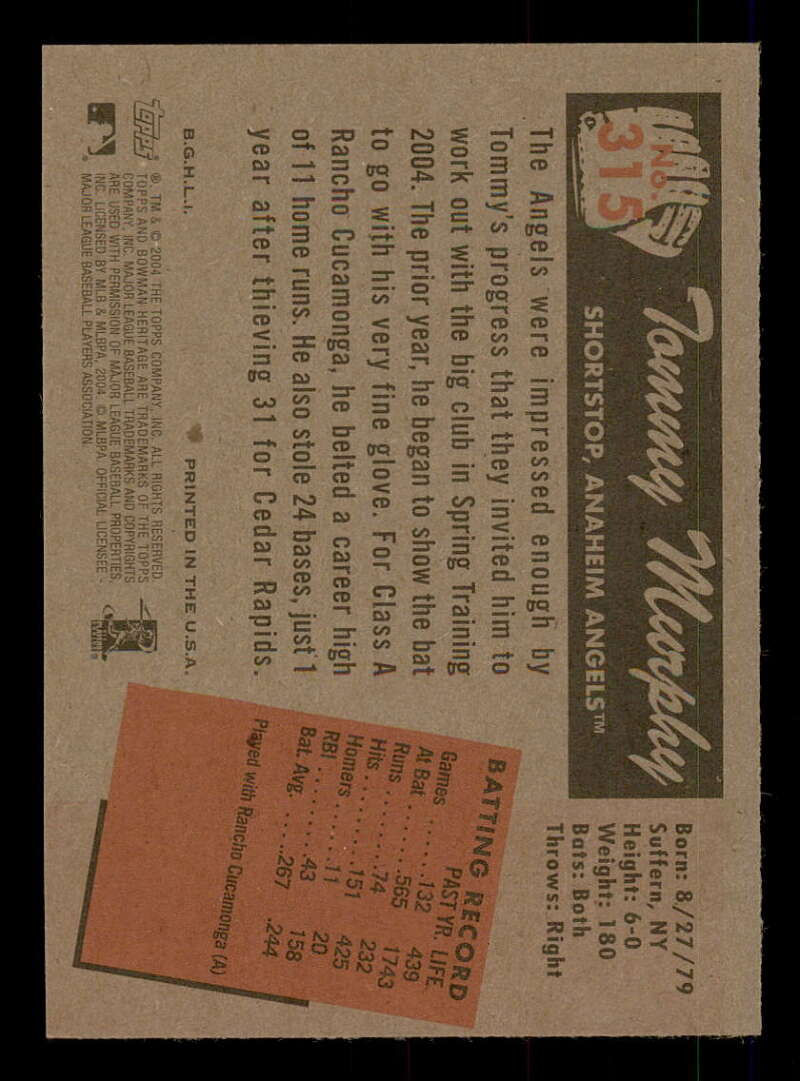 No.
315
Tommy Murphy
SHORTSTOP, ANAHEIM ANGELS™
Born: 8/27/79
Suffern, NY
Height: 6-0
Weight: 180
Bats: Both
Throws: Right
The Angels were impressed enough by
Tommy's progress that they invited him to
work out with the big club in Spring Training
2004. The prior year, he began to show the bat
to go with his very fine glove. For Class A
Rancho Cucamonga, he belted a career high
of 11 home runs. He also stole 24 bases, just 1
year after thieving 31 for Cedar Rapids.
BATTING RECORD
PAST YR. LIFE
Games ......132 439
At Bat .......565 1743
Runs ........74 232
Hits ........151 425
Homers ......11 20
RBI .........43 158
Bat. Avg. .....267 .244
Played with Rancho Cucamonga (A)
B.G.H.L.I. PRINTED IN THE U.S.A.
topps ®, TM & © 2004 THE TOPPS COMPANY, INC. ALL RIGHTS RESERVED.
TOPPS AND BOWMAN HERITAGE ARE TRADEMARKS OF THE TOPPS
COMPANY, INC. MAJOR LEAGUE BASEBALL TRADEMARKS AND COPYRIGHTS
ARE USED WITH PERMISSION OF MAJOR LEAGUE BASEBALL PROPERTIES,
INC. LICENSED BY MLB & MLBPA, 2004. © MLBPA. OFFICIAL LICENSEE -
MAJOR LEAGUE BASEBALL PLAYERS ASSOCIATION.